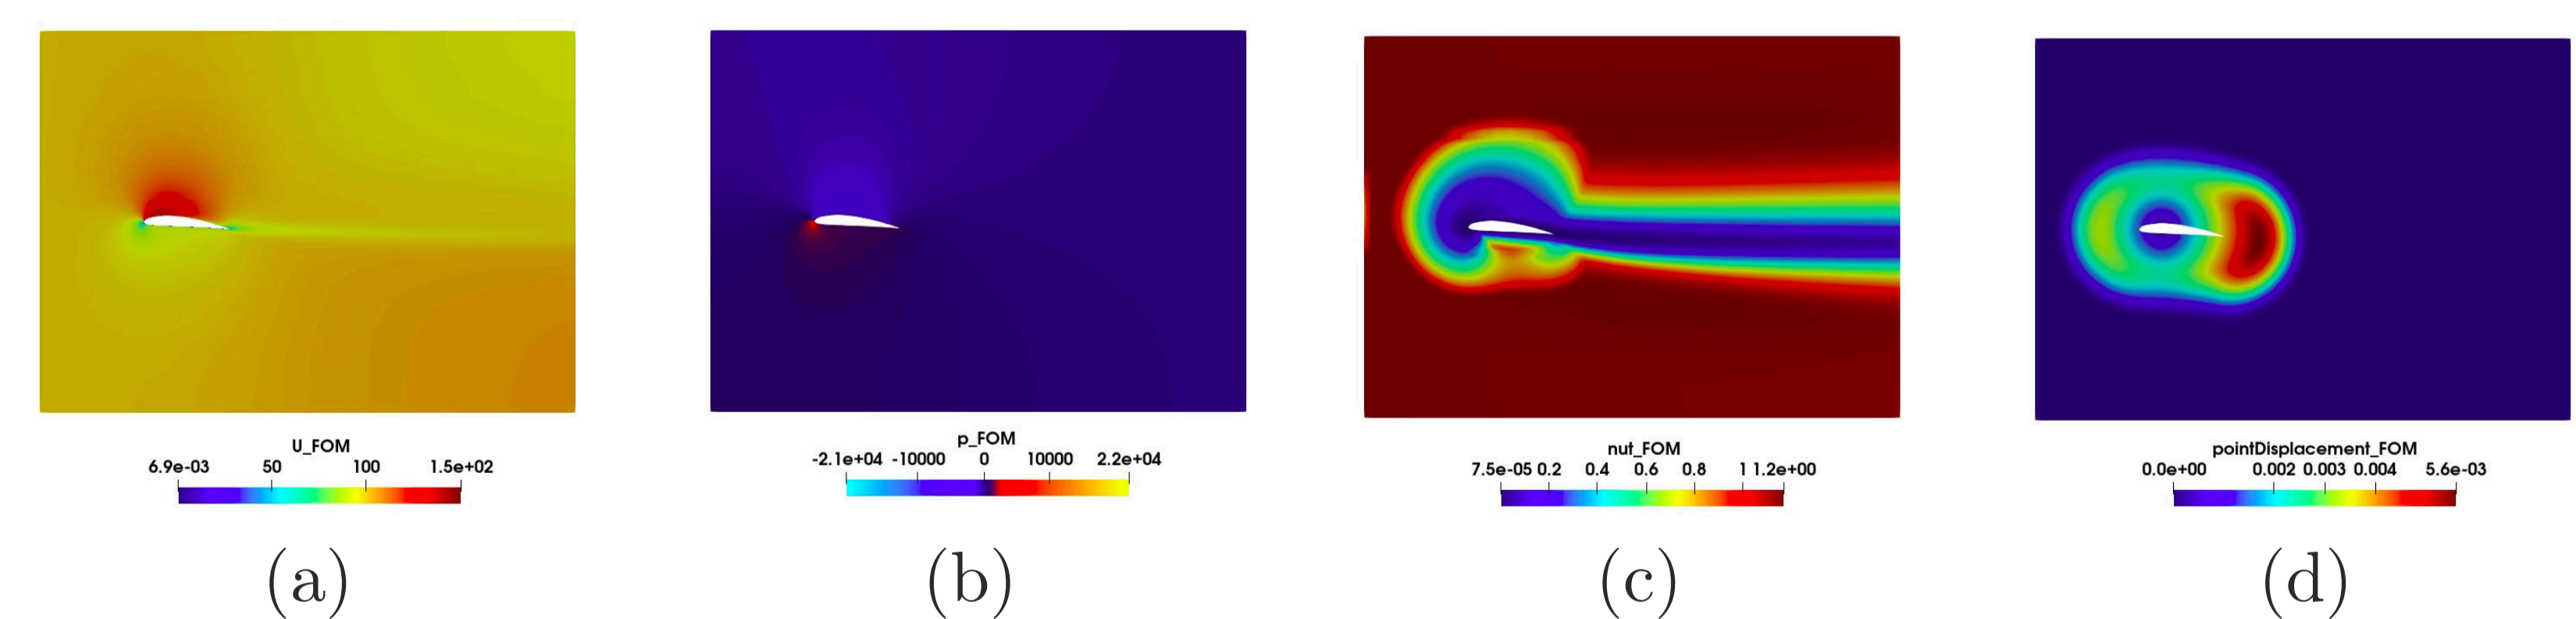 U_FOM
6.9e-03 50 100 1.5e+02
(a)
p_FOM
-2.1e+04 -10000 0 10000 2.2e+04
(b)
nut_FOM
7.5e-05 0.2 0.4 0.6 0.8 1 1.2e+00
(c)
pointDisplacement_FOM
0.0e+00 0.002 0.003 0.004 5.6e-03
(d)